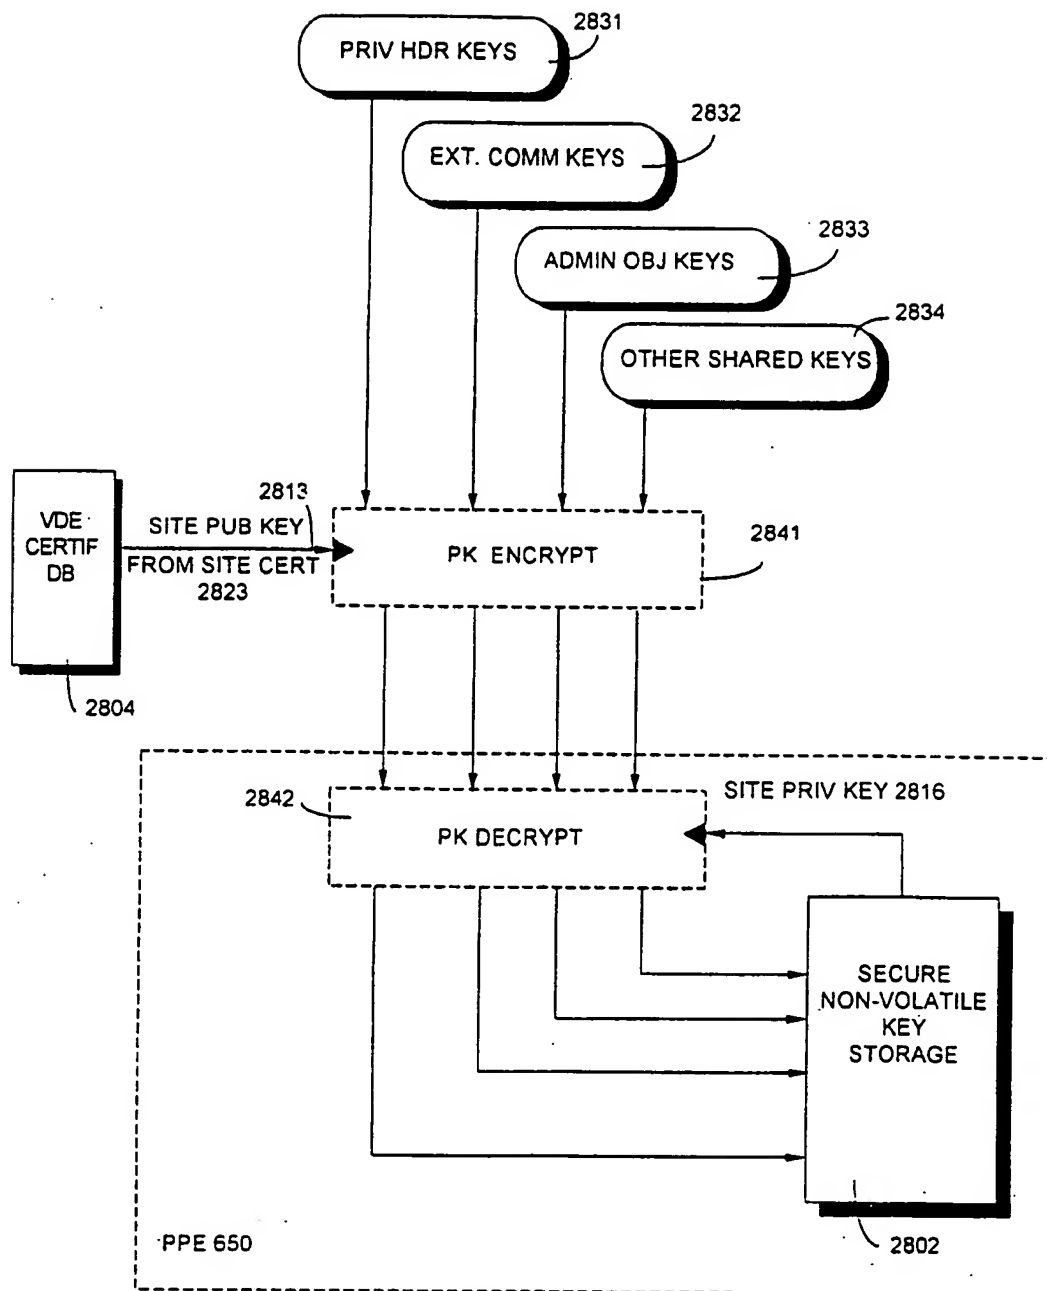 2831
PRIV HDR KEYS
2832
EXT. COMM KEYS
2833
ADMIN OBJ KEYS
2834
OTHER SHARED KEYS
2813
VDE
CERTIF
DB
SITE PUB KEY
FROM SITE CERT
2823
PK ENCRYPT
2841
2804
2842
SITE PRIV KEY 2816
PK DECRYPT
SECURE
NON-VOLATILE
KEY
STORAGE
PPE 650
2802